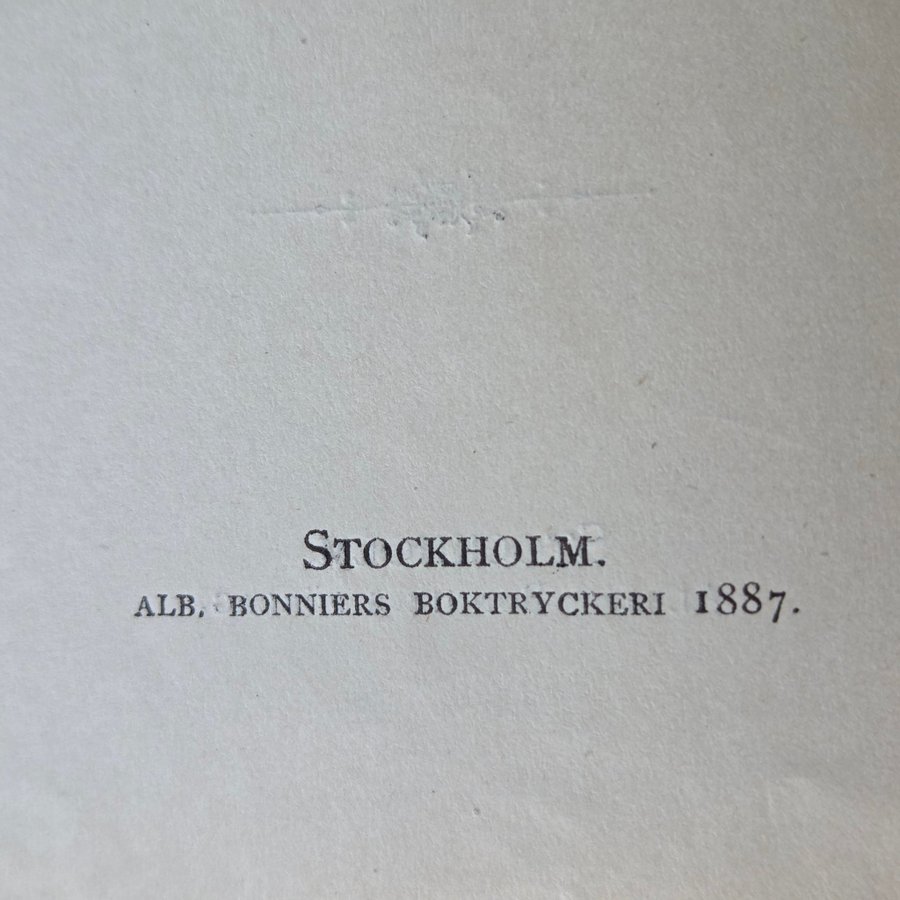 STOCKHOLM.
ALB. BONNIERS BOKTRYCKERI 1887.